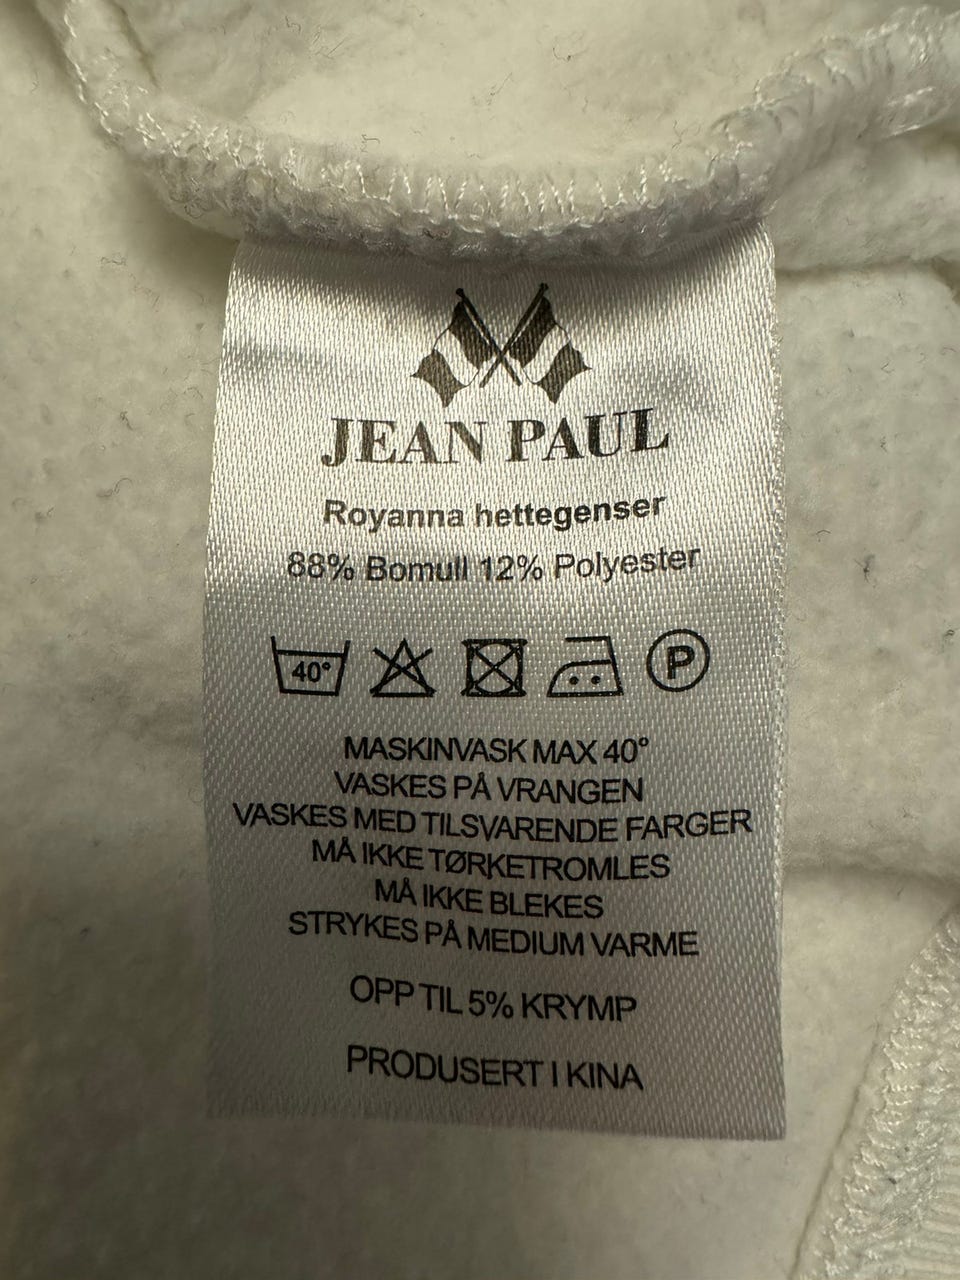 JEAN PAUL
Royanna hettegenser
88% Bomull 12% Polyester
40° P
MASKINVASK MAX 40°
VASKES PÅ VRANGEN
VASKES MED TILSVARENDE FARGER
MÅ IKKE TØRKETROMLES
MÅ IKKE BLEKES
STRYKES PÅ MEDIUM VARME
OPP TIL 5% KRYMP
PRODUSERT I KINA